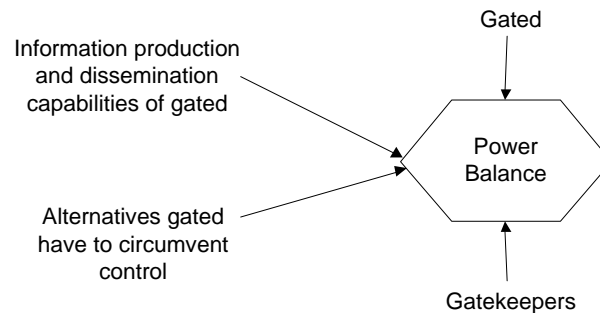 Gated
Information production
and dissemination
capabilities of gated
Power
Balance
Alternatives gated
have to circumvent
control
Gatekeepers